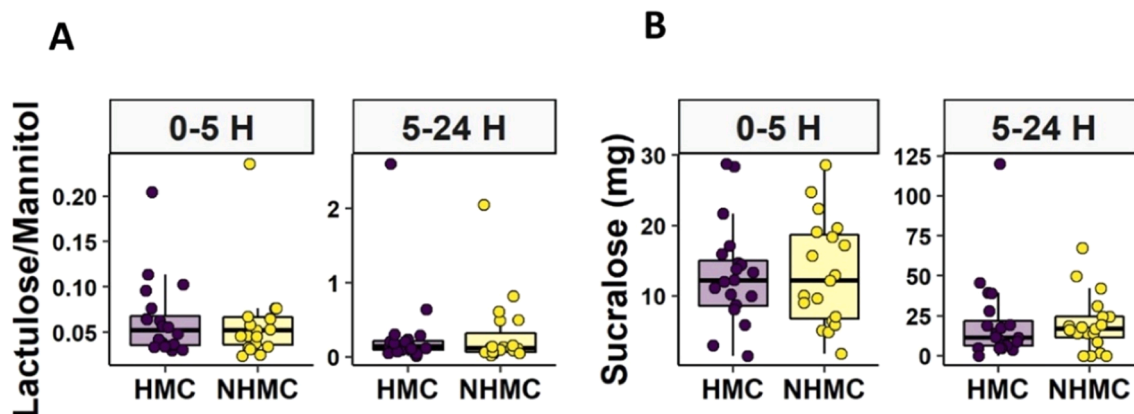 A
B
Lactulose/Mannitol
0-5 H
5-24 H
0.20
0.15
0.10
0.05
2
1
0
HMC NHMC
HMC NHMC
Sucralose (mg)
0-5 H
5-24 H
30
20
10
125
100
75
50
25
0
HMC NHMC
HMC NHMC